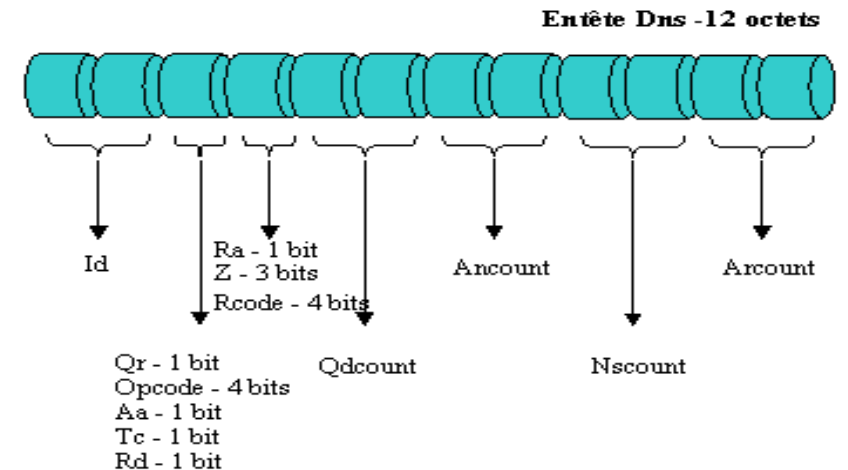 Entête Dns -12 octets
Id
Ra - 1 bit
Z - 3 bits
Rcode - 4 bits
Ancount
Arcount
Qr - 1 bit
Opcode - 4 bits
Aa - 1 bit
Tc - 1 bit
Rd - 1 bit
Qdcount
Nscount